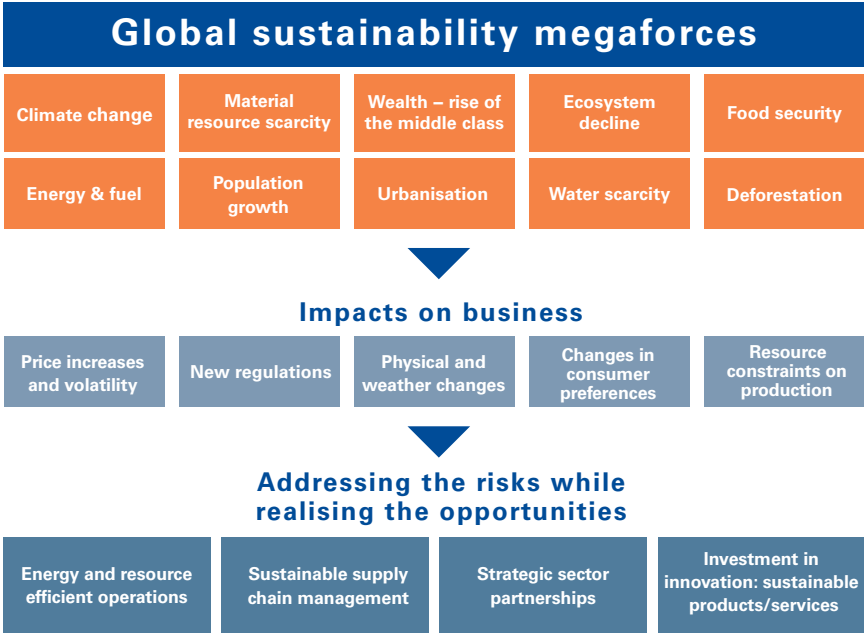 Global sustainability megaforces
Climate change
Material
resource scarcity
Wealth – rise of
the middle class
Ecosystem
decline
Food security
Energy & fuel
Population
growth
Urbanisation
Water scarcity
Deforestation
Impacts on business
Price increases
and volatility
New regulations
Physical and
weather changes
Changes in
consumer
preferences
Resource
constraints on
production
Addressing the risks while
realising the opportunities
Energy and resource
efficient operations
Sustainable supply
chain management
Strategic sector
partnerships
Investment in
innovation: sustainable
products/services